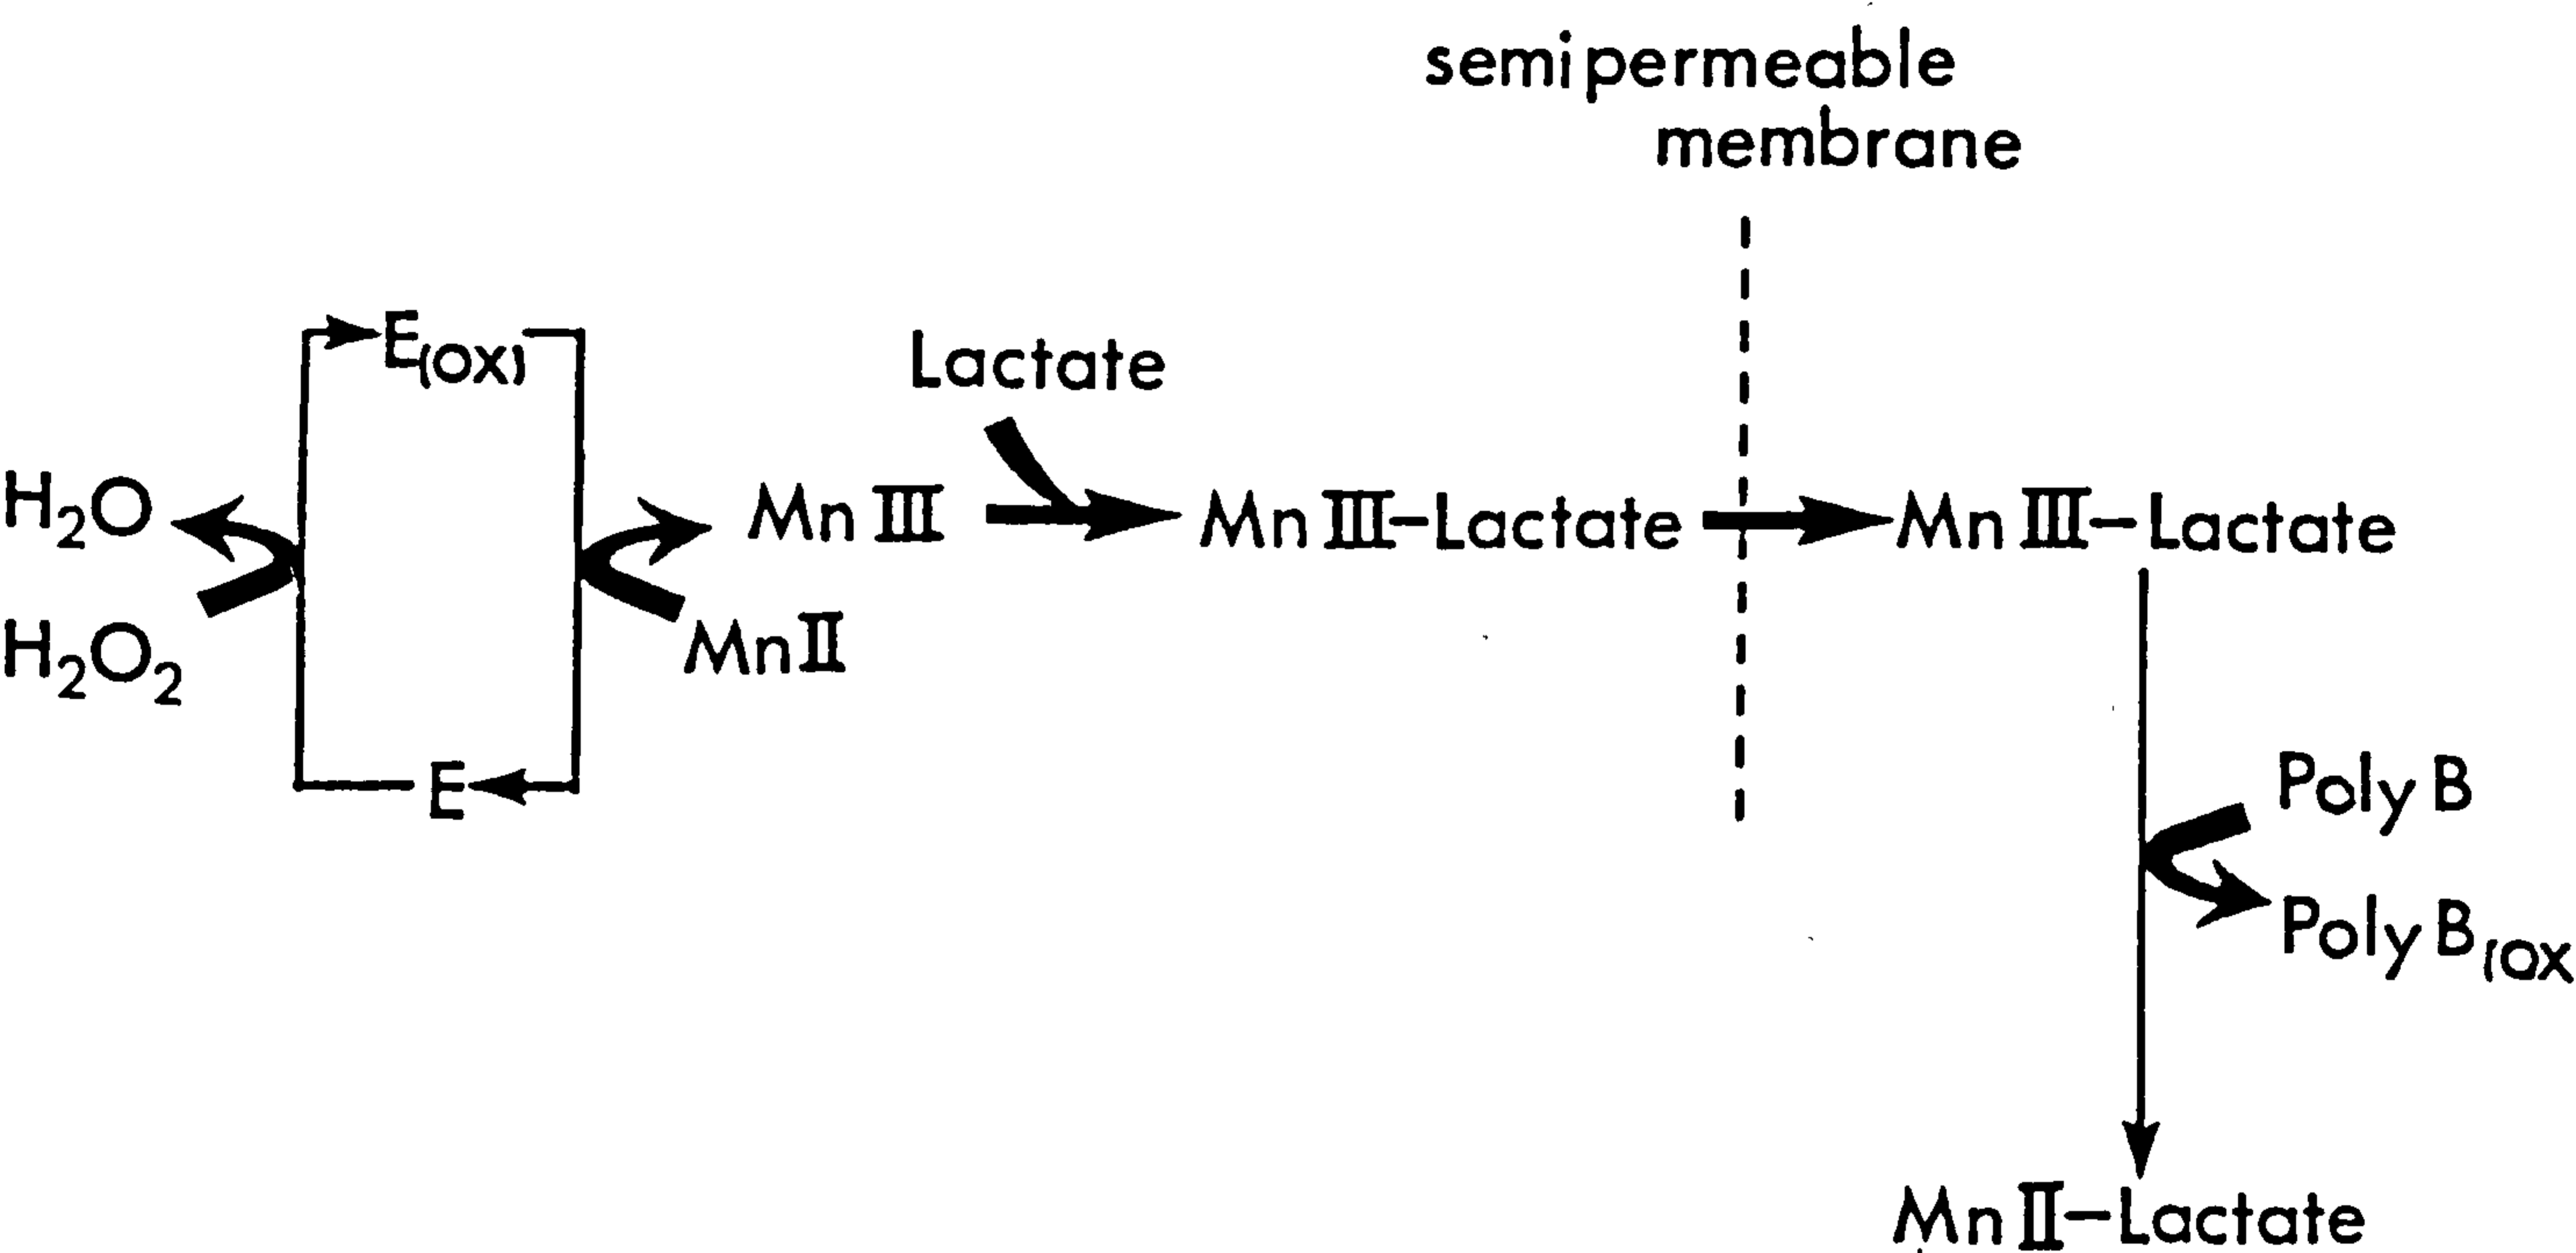 semipermeable
membrane
E(OX)
Lactate
H2O
Mn III
Mn III–Lactate
Mn III–Lactate
H2O2
Mn II
E
Poly B
Poly B(OX
Mn II–Lactate